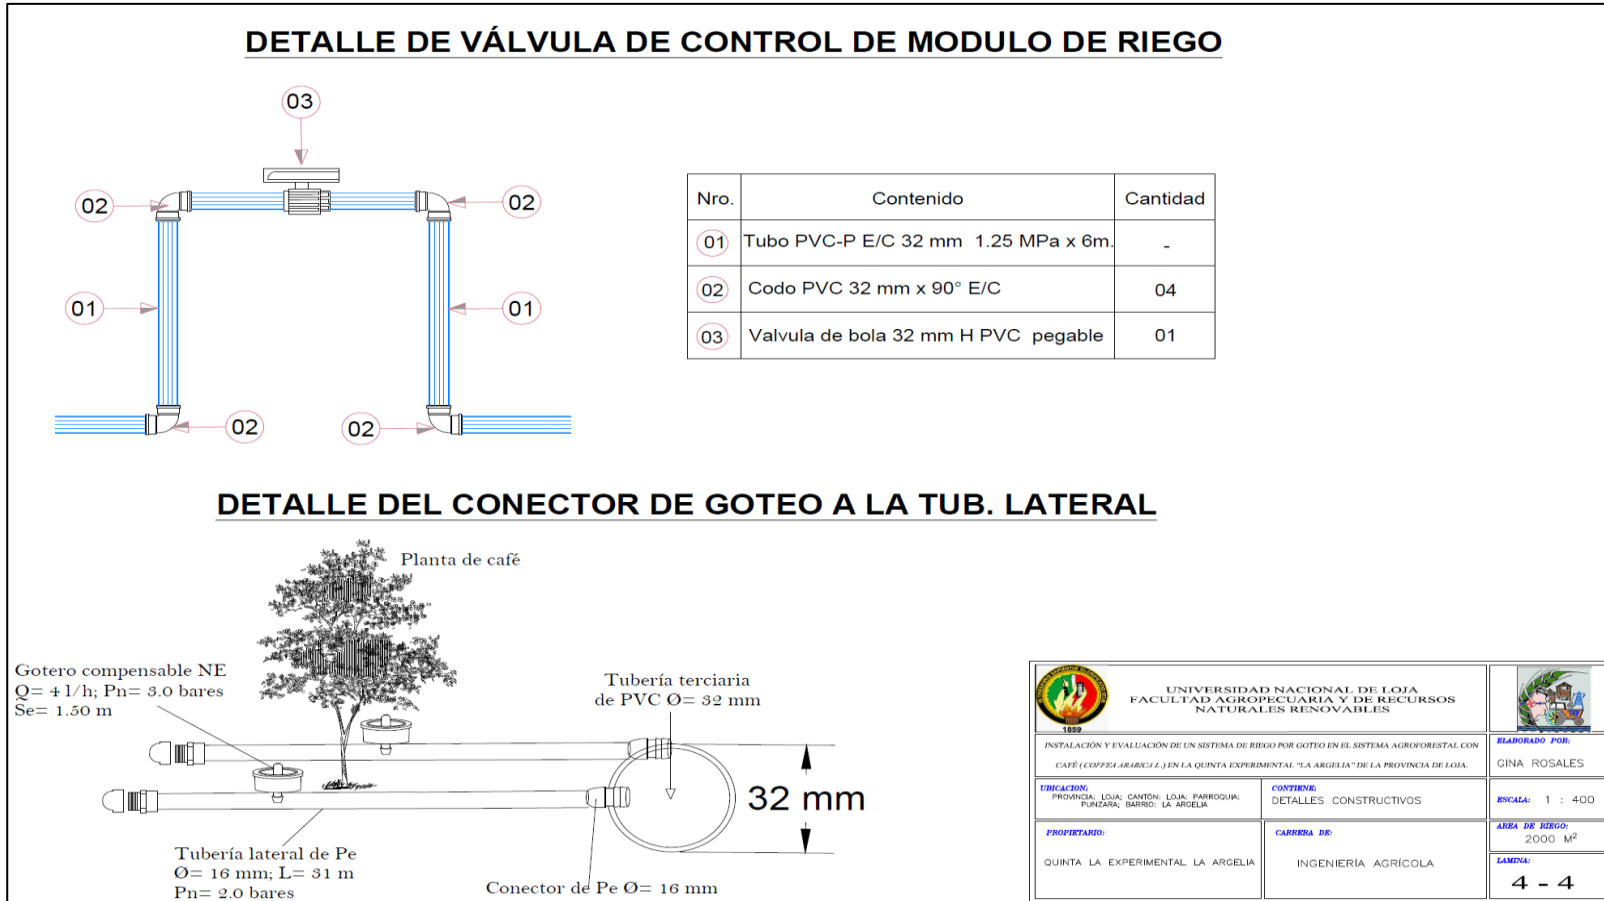 DETALLE DE VÁLVULA DE CONTROL DE MODULO DE RIEGO
03
02
02
01
01
02
02
Nro. Contenido Cantidad
01 Tubo PVC-P E/C 32 mm 1.25 MPa x 6m. -
02 Codo PVC 32 mm x 90° E/C 04
03 Valvula de bola 32 mm H PVC pegable 01
DETALLE DEL CONECTOR DE GOTEO A LA TUB. LATERAL
Planta de café
Gotero compensable NE
Q= 4 l/h; Pn= 3.0 bares
Se= 1.50 m
Tubería terciaria
de PVC Ø= 32 mm
32 mm
Tubería lateral de Pe
Ø= 16 mm; L= 31 m
Pn= 2.0 bares
Conector de Pe Ø= 16 mm
1859
UNIVERSIDAD NACIONAL DE LOJA
FACULTAD AGROPECUARIA Y DE RECURSOS
NATURALES RENOVABLES
INSTALACIÓN Y EVALUACIÓN DE UN SISTEMA DE RIEGO POR GOTEO EN EL SISTEMA AGROFORESTAL CON
CAFÉ (COFFEA ARABICA L.) EN LA QUINTA EXPERIMENTAL "LA ARGELIA" DE LA PROVINCIA DE LOJA.
ELABORADO POR:
GINA ROSALES
UBICACION:
PROVINCIA: LOJA; CANTÓN: LOJA; PARROQUIA:
PUNZARA; BARRIO: LA ARGELIA
CONTIENE:
DETALLES CONSTRUCTIVOS
ESCALA: 1 : 400
PROPIETARIO:
QUINTA LA EXPERIMENTAL LA ARGELIA
CARRERA DE:
INGENIERÍA AGRÍCOLA
AREA DE RIEGO:
2000 M²
LAMINA:
4 - 4